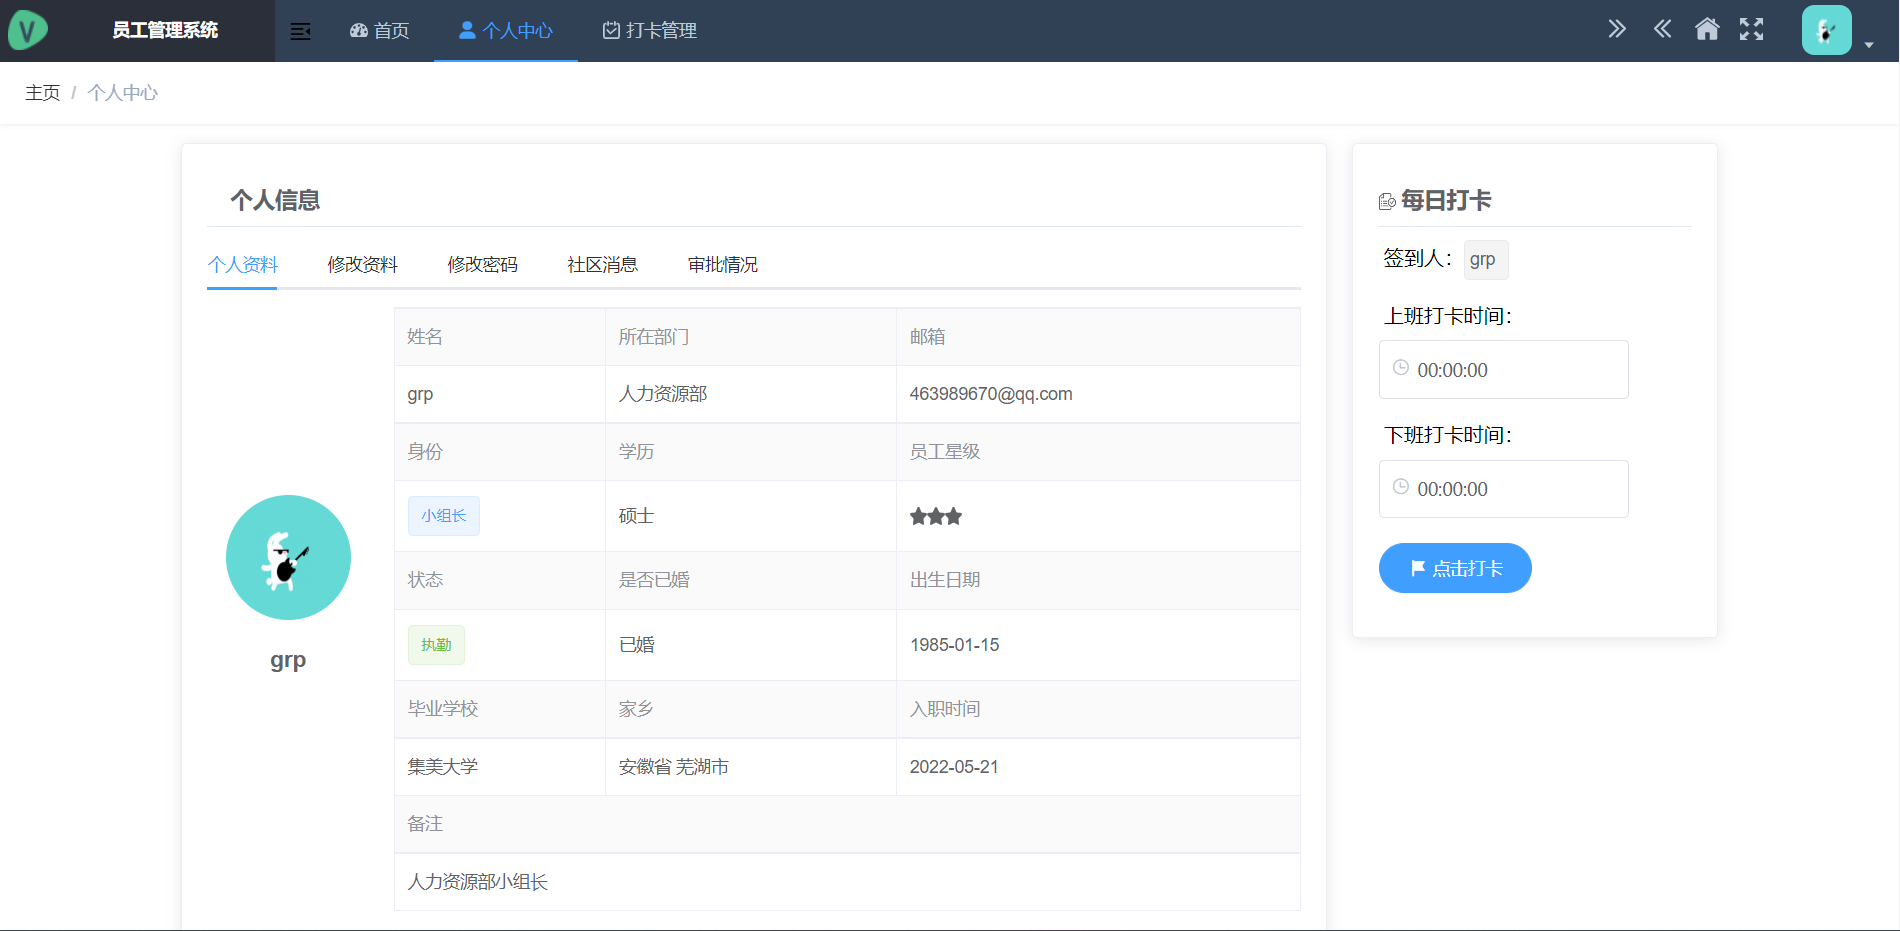 V 员工管理系统 首页 个人中心 打卡管理
主页 / 个人中心
个人信息
个人资料 修改资料 修改密码 社区消息 审批情况
姓名 所在部门 邮箱
grp 人力资源部 463989670@qq.com
身份 学历 员工星级
小组长 硕士
状态 是否已婚 出生日期
执勤 已婚 1985-01-15
grp
毕业学校 家乡 入职时间
集美大学 安徽省 芜湖市 2022-05-21
备注
人力资源部小组长
每日打卡
签到人： grp
上班打卡时间：
00:00:00
下班打卡时间：
00:00:00
点击打卡